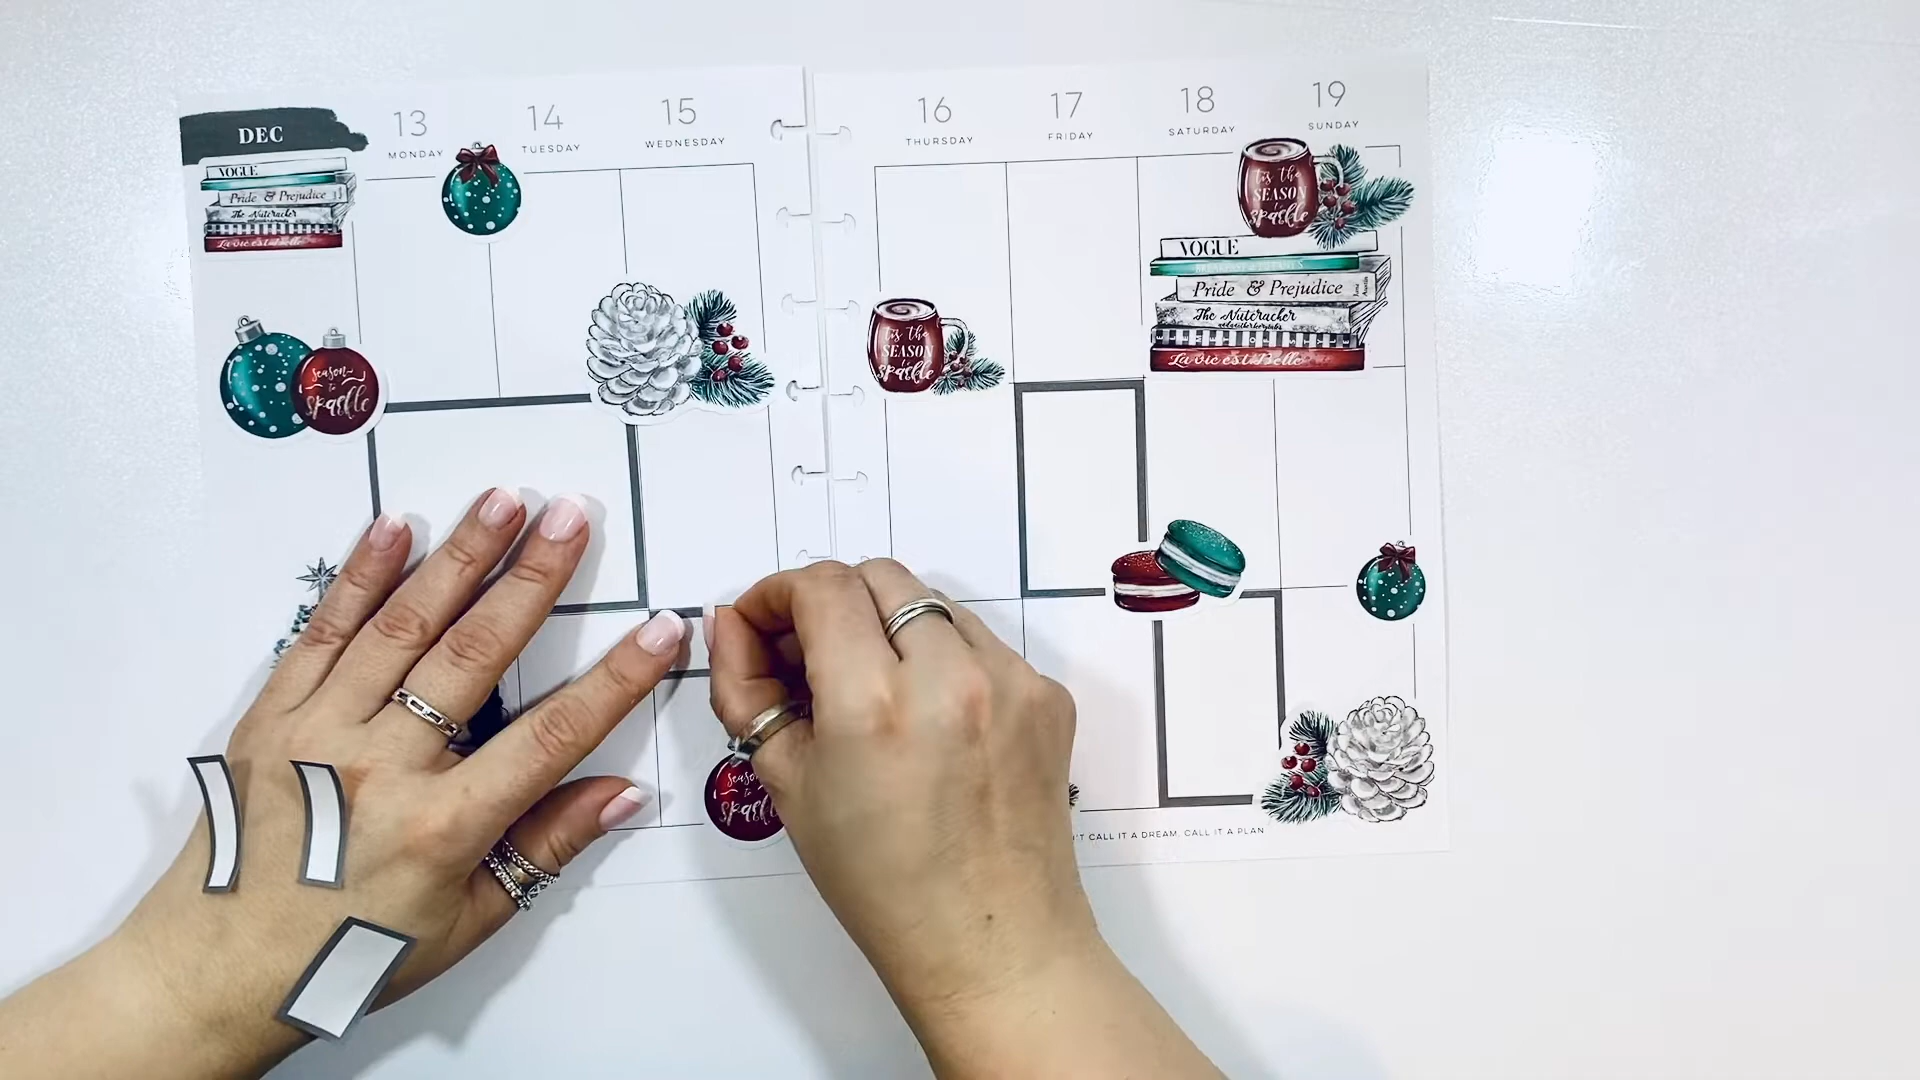 DEC
13
MONDAY
14
TUESDAY
15
WEDNESDAY
16
THURSDAY
17
FRIDAY
18
SATURDAY
19
SUNDAY
VOGUE
Pride & Prejudice
The Nutcracker
La vie est Belle
season
to
sparkle
tis the
SEASON
to
sparkle
tis the
SEASON
to
sparkle
VOGUE
Pride & Prejudice
Jane
Austen
The Nutcracker
La vie est Belle
season
to
CALL IT A DREAM, CALL IT A PLAN